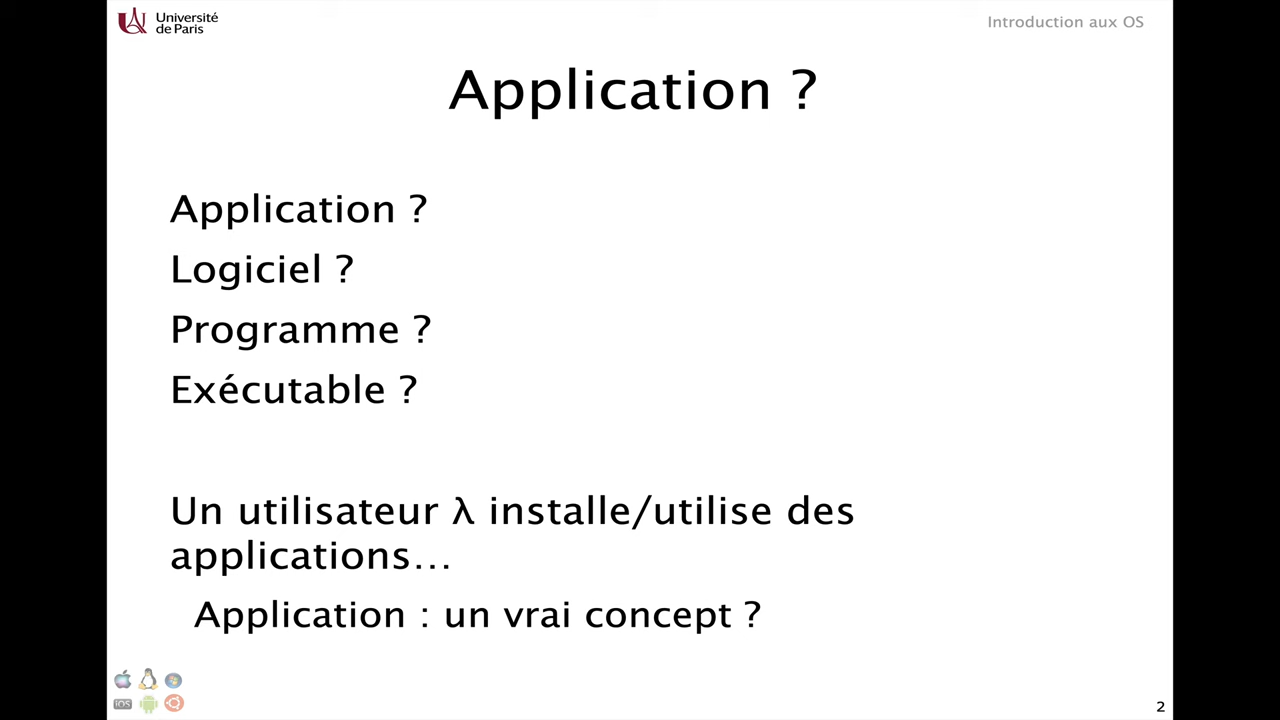 Université
de Paris
Introduction aux OS
Application ?
Application ?
Logiciel ?
Programme ?
Exécutable ?
Un utilisateur λ installe/utilise des
applications…
Application : un vrai concept ?
iOS
2